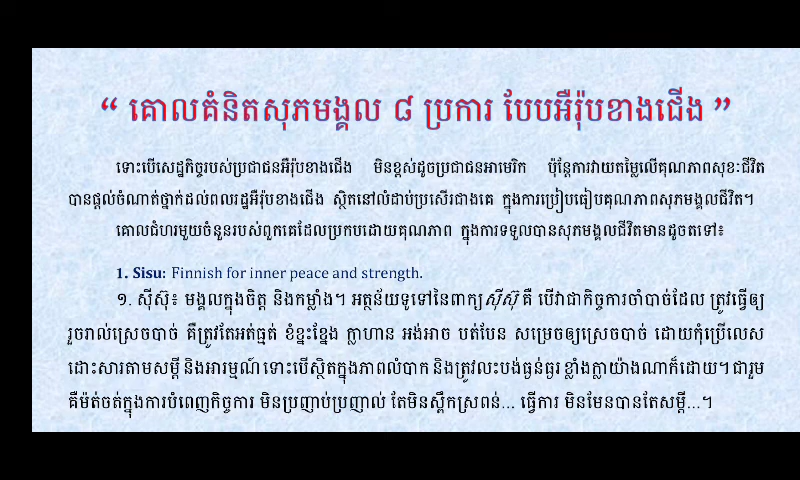 “ គោលគំនិតសុភមង្គល ៨ ប្រការ បែបអឺរ៉ុបខាងជើង ”
ទោះបើសេដ្ឋកិច្ចរបស់ប្រជាជនអឺរ៉ុបខាងជើង មិនខ្ពស់ដូចប្រជាជនអាមេរិក ប៉ុន្តែការវាយតម្លៃលើគុណភាពសុខៈជីវិត
បានផ្តល់ចំណាត់ថ្នាក់ដល់ពលរដ្ឋអឺរ៉ុបខាងជើង ស្ថិតនៅលំដាប់ប្រសើរជាងគេ ក្នុងការប្រៀបធៀបគុណភាពសុភមង្គលជីវិត។
គោលជំហរមួយចំនួនរបស់ពួកគេដែលប្រកបដោយគុណភាព ក្នុងការទទួលបានសុភមង្គលជីវិតមានដូចតទៅ៖
1. Sisu: Finnish for inner peace and strength.
១. ស៊ីស៊ុ៖ មង្គលក្នុងចិត្ត និងកម្លាំង។ អត្ថន័យទូទៅនៃពាក្យស៊ីស៊ុ គឺ បើវាជាកិច្ចការចាំបាច់ដែល ត្រូវធ្វើឲ្យ
រួចរាល់ស្រេចបាច់ គឺត្រូវតែអត់ធ្មត់ ខំខ្នះខ្នែង ក្លាហាន អង់អាច បត់បែន សម្រេចឲ្យស្រេចបាច់ ដោយកុំប្រើលេស
ដោះសារតាមសម្តី និងអារម្មណ៍ ទោះបើស្ថិតក្នុងភាពលំបាក និងត្រូវលះបង់ធ្ងន់ធ្ងរ ខ្លាំងក្លាយ៉ាងណាក៏ដោយ។ ជារួម
គឺម៉ត់ចត់ក្នុងការបំពេញកិច្ចការ មិនប្រញាប់ប្រញាល់ តែមិនស្ពឹកស្រពន់... ធ្វើការ មិនមែនបានតែសម្តី...។